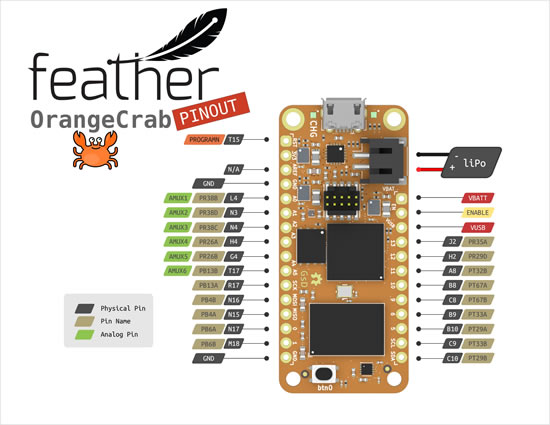 feather
OrangeCrab PINOUT
PROGRAMN T15
N/A
GND
AMUX1 PR38B L4
AMUX2 PR38D N3
AMUX3 PR38C N4
AMUX4 PR26A H4
AMUX5 PR26B G4
AMUX6 PB13B T17
PB13A R17
PB4B N16
PB4A N15
PB6A N17
PB6B M18
GND
CHG
- LiPo
+
VBAT
VBATT
ENABLE
VUSB
J2 PR35A
H2 PR29D
A8 PT32B
B8 PT67A
C8 PT67B
B9 PT33A
B10 PT29A
C9 PT33B
C10 PT29B
GsD
btn0
Physical Pin
Pin Name
Analog Pin